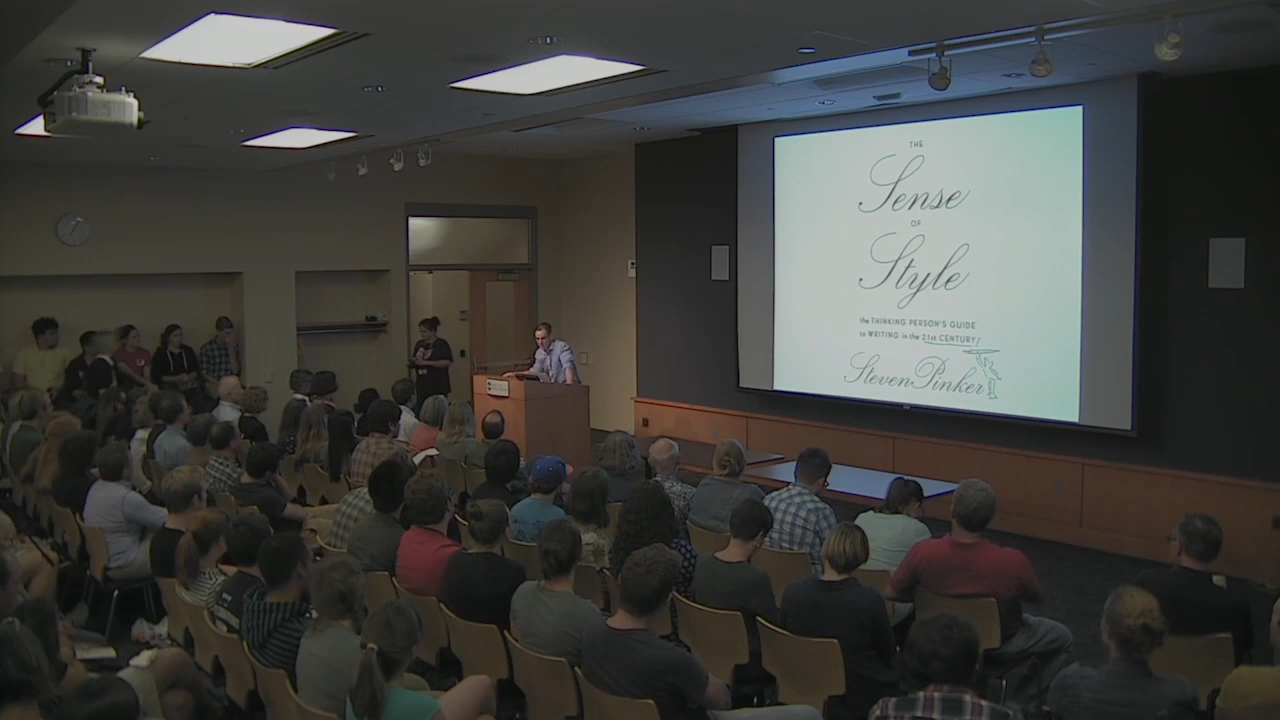 THE
Sense
OF
Style
the THINKING PERSON'S GUIDE
to WRITING in the 21st CENTURY!
Steven Pinker